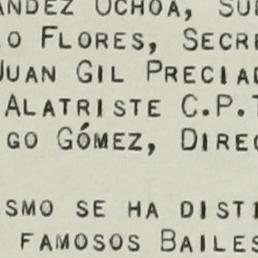 ÁNDEZ OCHOA, SUB
O FLORES, SECRE
JUAN GIL PRECIAD
ALATRISTE C.P.T
GO GÓMEZ, DIREC
SMO SE HA DISTI
FAMOSOS BAILES